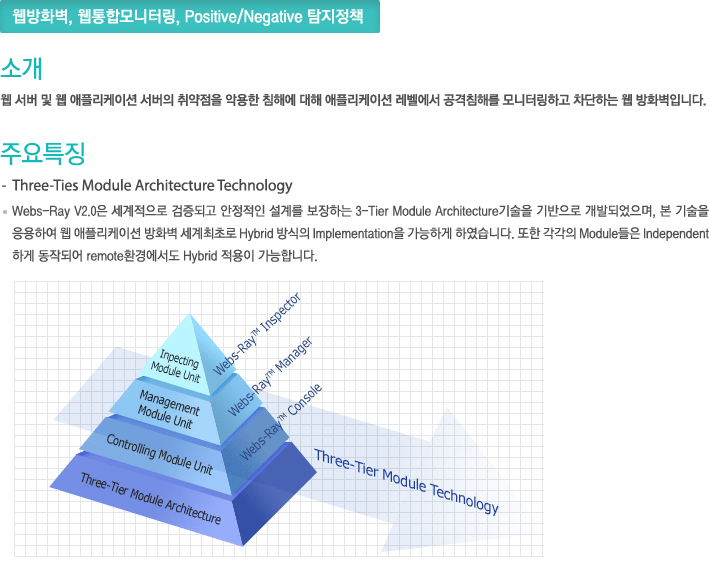 웹방화벽, 웹통합모니터링, Positive/Negative 탐지정책
소개
웹 서버 및 웹 애플리케이션 서버의 취약점을 악용한 침해에 대해 애플리케이션 레벨에서 공격침해를 모니터링하고 차단하는 웹 방화벽입니다.
주요특징
- Three-Ties Module Architecture Technology
Webs-Ray V2.0은 세계적으로 검증되고 안정적인 설계를 보장하는 3-Tier Module Architecture기술을 기반으로 개발되었으며, 본 기술을
응용하여 웹 애플리케이션 방화벽 세계최초로 Hybrid 방식의 Implementation을 가능하게 하였습니다. 또한 각각의 Module들은 Independent
하게 동작되어 remote환경에서도 Hybrid 적용이 가능합니다.
Inpecting
Module Unit
Webs-Ray™ Inspector
Management
Module Unit
Webs-Ray™ Manager
Controlling Module Unit
Webs-Ray™ Console
Three-Tier Module Architecture
Three-Tier Module Technology